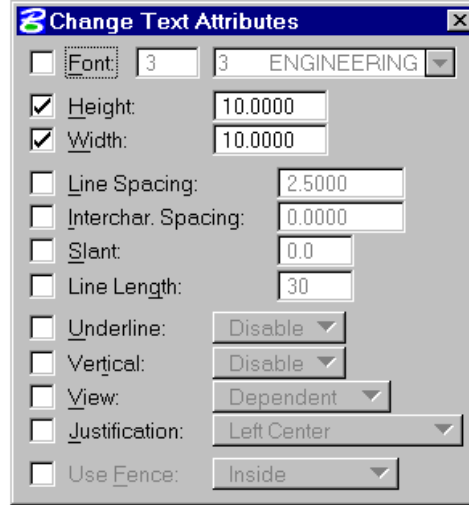 Change Text Attributes
Font: 3 3 ENGINEERING
Height: 10.0000
Width: 10.0000
Line Spacing: 2.5000
Interchar. Spacing: 0.0000
Slant: 0.0
Line Length: 30
Underline: Disable
Vertical: Disable
View: Dependent
Justification: Left Center
Use Fence: Inside